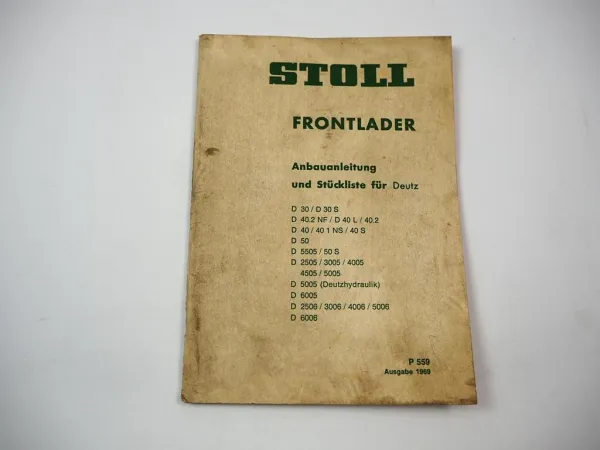 STOLL
FRONTLADER
Anbauanleitung
und Stückliste für Deutz
D 30 / D 30 S
D 40.2 NF / D 40 L / 40.2
D 40 / 40 1 NS / 40 S
D 50
D 5505 / 50 S
D 2505 / 3005 / 4005
4505 / 5005
D 5005 (Deutzhydraulik)
D 6005
D 2506 / 3006 / 4006 / 5006
D 6006
P 559
Ausgabe 1969